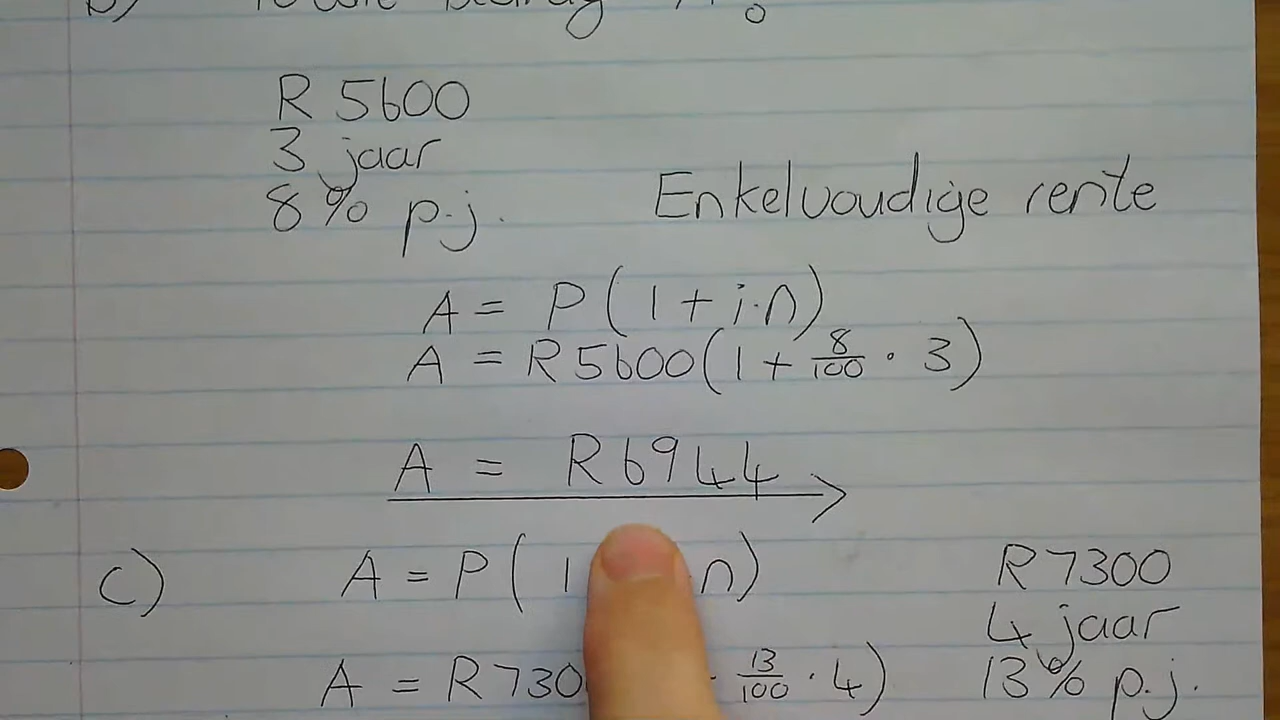 b)
R 5600
3 jaar
8% p.j.
Enkelvoudige rente
A = P(1 + i·n)
A = R5600(1 + 8/100 · 3)
A = R6944
c) A = P(1 n)
R7300
4 jaar
13% p.j.
A = R730 13/100 · 4)